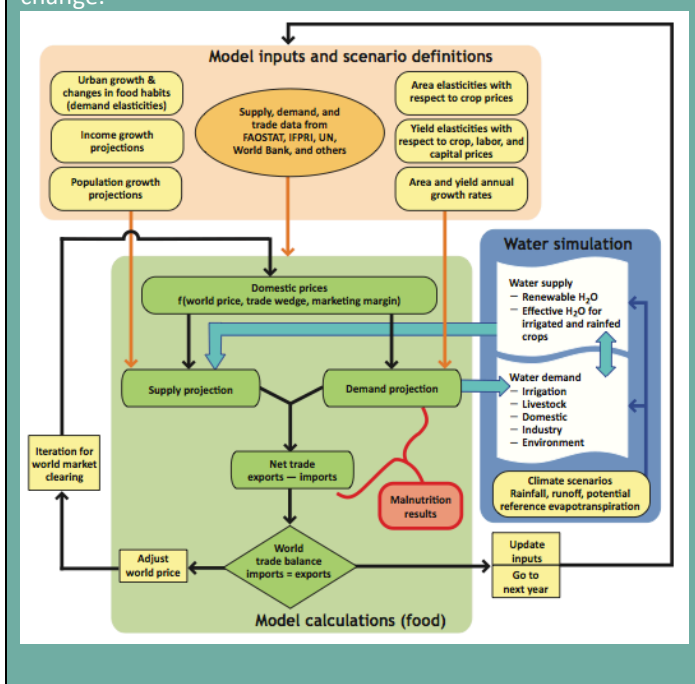 change.
Model inputs and scenario definitions
Urban growth &
changes in food habits
(demand elasticities)
Income growth
projections
Population growth
projections
Supply, demand, and
trade data from
FAOSTAT, IFPRI, UN,
World Bank, and others
Area elasticities with
respect to crop prices
Yield elasticities with
respect to crop, labor, and
capital prices
Area and yield annual
growth rates
Domestic prices
f(world price, trade wedge, marketing margin)
Supply projection
Demand projection
Net trade
exports — imports
Malnutrition
results
World
trade balance
imports = exports
Model calculations (food)
Iteration for
world market
clearing
Adjust
world price
Update
inputs
Go to
next year
Water simulation
Water supply
— Renewable H₂O
— Effective H₂O for
irrigated and rainfed
crops
Water demand
— Irrigation
— Livestock
— Domestic
— Industry
— Environment
Climate scenarios
Rainfall, runoff, potential
reference evapotranspiration